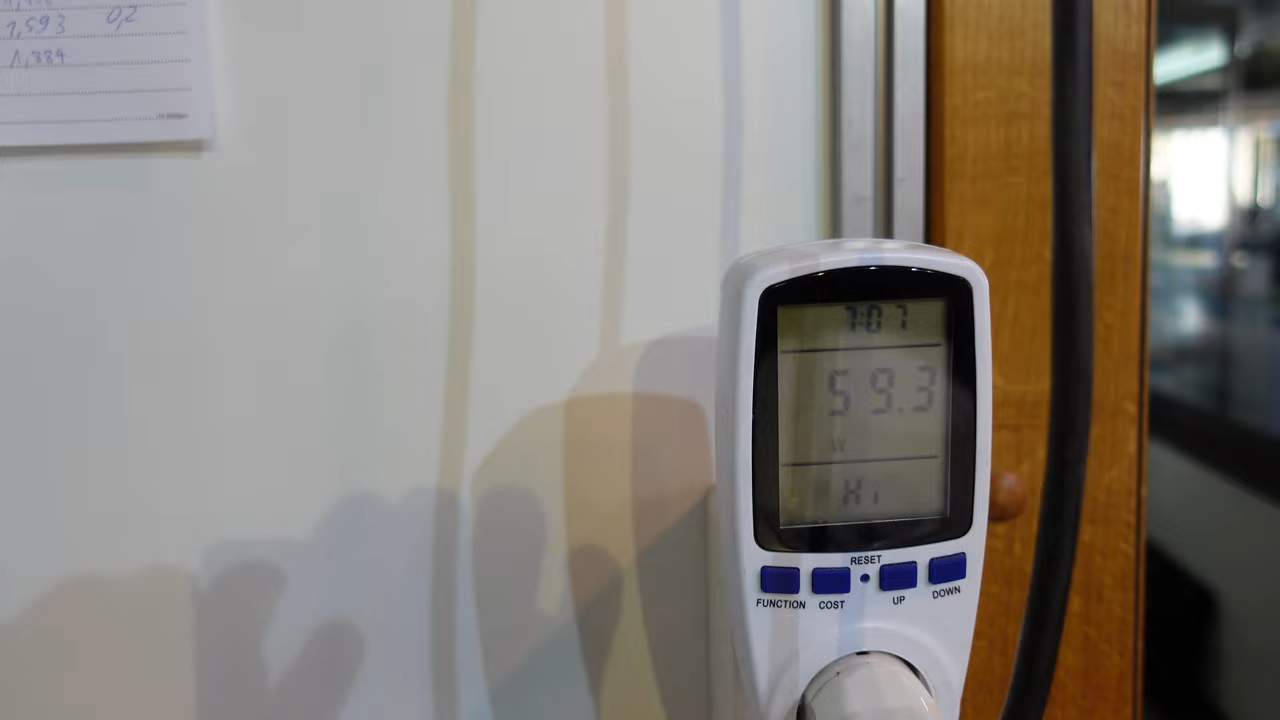 1,593 0,2
1,884
7:07
59.3
W
Hi
RESET
FUNCTION COST UP DOWN